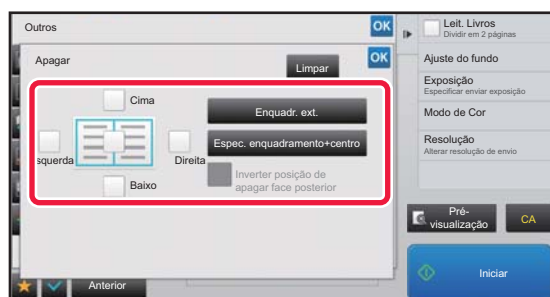 Outros
OK
Apagar
Limpar
OK
Cima
Enquadr. ext.
squerda
Direita
Espec. enquadramento+centro
Baixo
Inverter posição de
apagar face posterior
Anterior
Leit. Livros
Dividir em 2 páginas
Ajuste do fundo
Exposição
Especificar enviar exposição
Modo de Cor
Resolução
Alterar resolução de envio
Pré-
visualização
CA
Iniciar